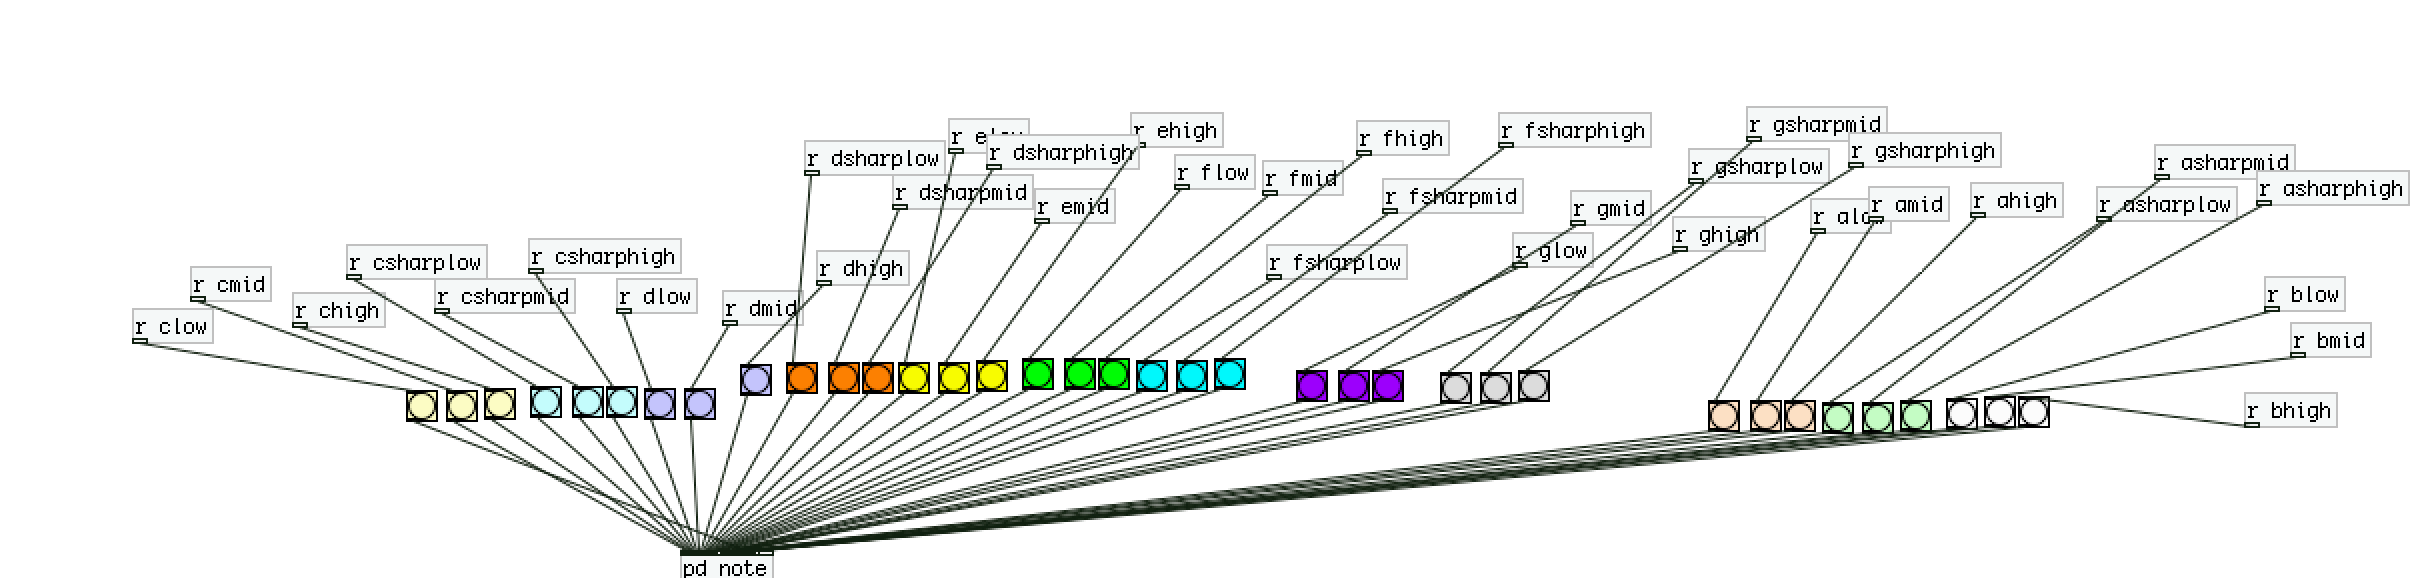 r clow
r cmid
r chigh
r csharplow
r csharpmid
r csharphigh
r dlow
r dmid
r dhigh
r dsharplow
r dsharpmid
r dsharphigh
r
r emid
r ehigh
r flow
r fmid
r fhigh
r fsharplow
r fsharpmid
r fsharphigh
r glow
r gmid
r ghigh
r gsharplow
r gsharpmid
r gsharphigh
r
r amid
r ahigh
r asharplow
r asharpmid
r asharphigh
r blow
r bmid
r bhigh
pd note